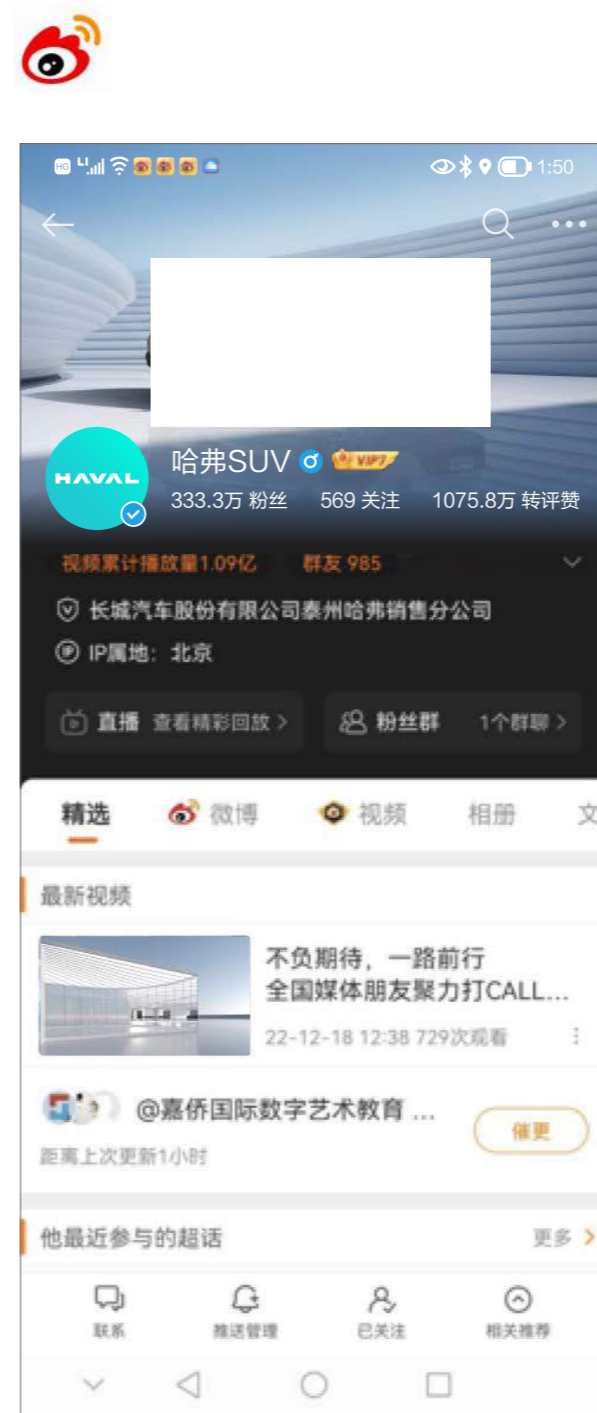 HG
1:50
HAVAL
哈弗SUV VIP7
333.3万 粉丝 569 关注 1075.8万 转评赞
视频累计播放量1.09亿 群友 985
长城汽车股份有限公司泰州哈弗销售分公司
IP属地：北京
直播 查看精彩回放 >
粉丝群 1个群聊 >
精选 微博 视频 相册 文
最新视频
不负期待，一路前行
全国媒体朋友聚力打CALL...
22-12-18 12:38 729次观看
@嘉侨国际数字艺术教育 ...
催更
距离上次更新1小时
他最近参与的超话 更多 >
联系 推送管理 已关注 相关推荐